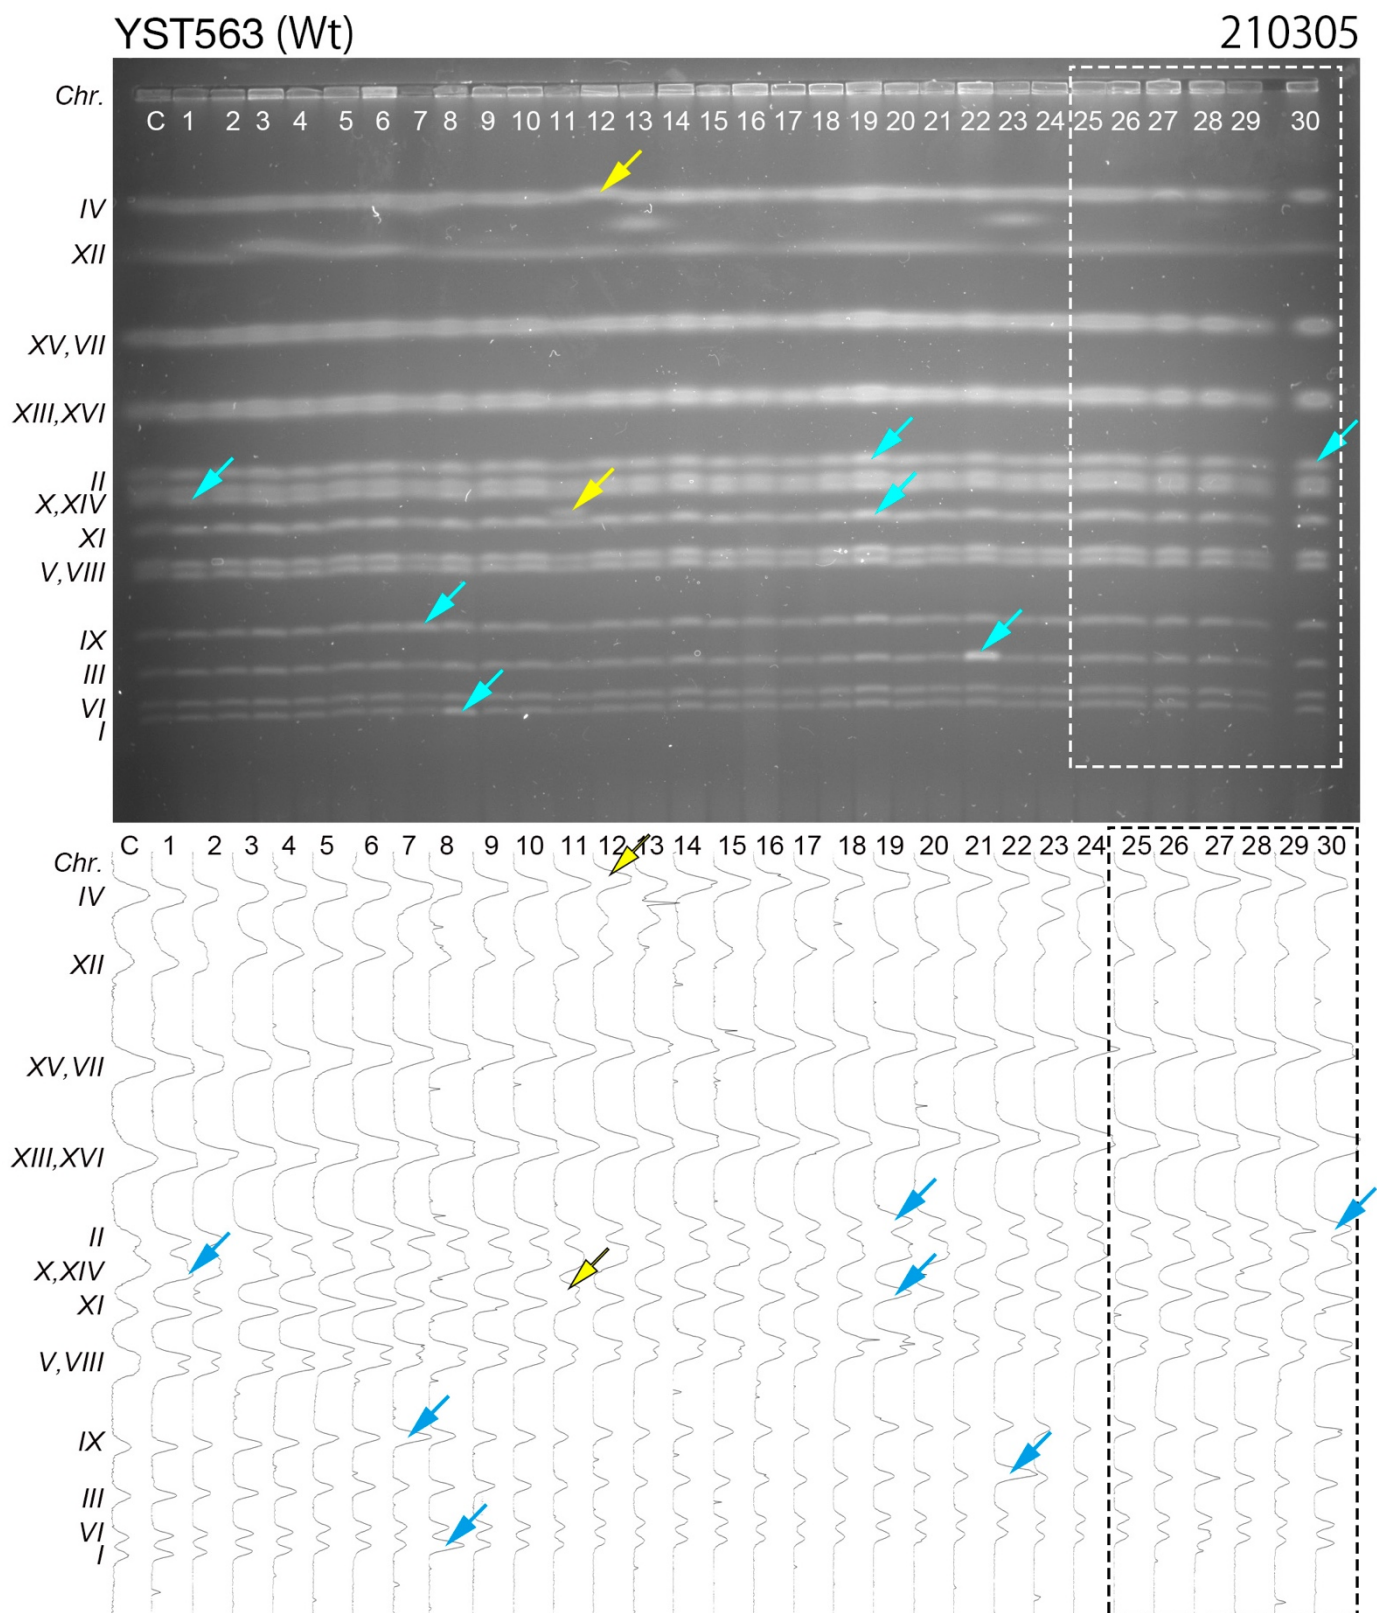 YST563 (Wt) 210305
Chr.
C 1 2 3 4 5 6 7 8 9 10 11 12 13 14 15 16 17 18 19 20 21 22 23 24 25 26 27 28 29 30
IV
XII
XV,VII
XIII,XVI
II
X,XIV
XI
V,VIII
IX
III
VI
I
C 1 2 3 4 5 6 7 8 9 10 11 12 13 14 15 16 17 18 19 20 21 22 23 24 25 26 27 28 29 30
Chr.
IV
XII
XV,VII
XIII,XVI
II
X,XIV
XI
V,VIII
IX
III
VI
I